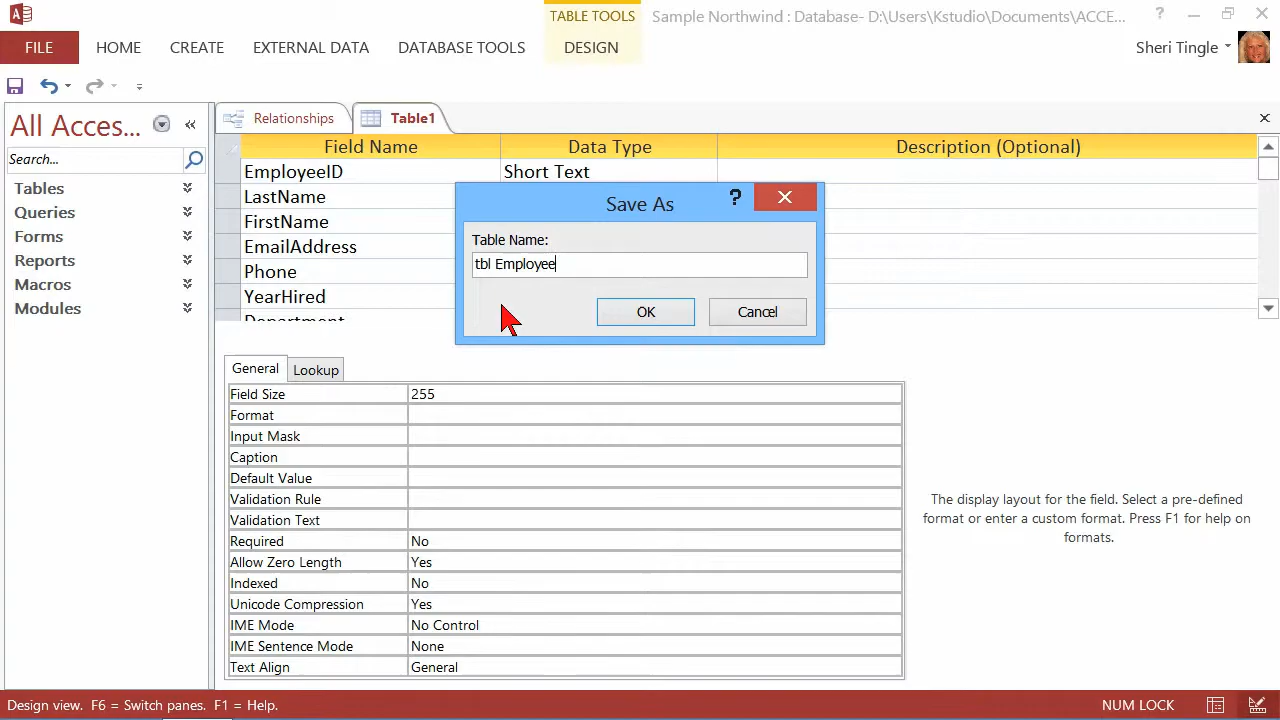 TABLE TOOLS
Sample Northwind : Database- D:\Users\Kstudio\Documents\ACCE...
?
FILE
HOME
CREATE
EXTERNAL DATA
DATABASE TOOLS
DESIGN
Sheri Tingle
All Acces...
Search...
Tables
Queries
Forms
Reports
Macros
Modules
Relationships
Table1
Field Name
Data Type
Description (Optional)
EmployeeID
Short Text
LastName
FirstName
EmailAddress
Phone
YearHired
Department
Save As
?
Table Name:
tbl Employee
OK
Cancel
General
Lookup
Field Size
255
Format
Input Mask
Caption
Default Value
Validation Rule
Validation Text
Required
No
Allow Zero Length
Yes
Indexed
No
Unicode Compression
Yes
IME Mode
No Control
IME Sentence Mode
None
Text Align
General
The display layout for the field. Select a pre-defined
format or enter a custom format. Press F1 for help on
formats.
Design view. F6 = Switch panes. F1 = Help.
NUM LOCK